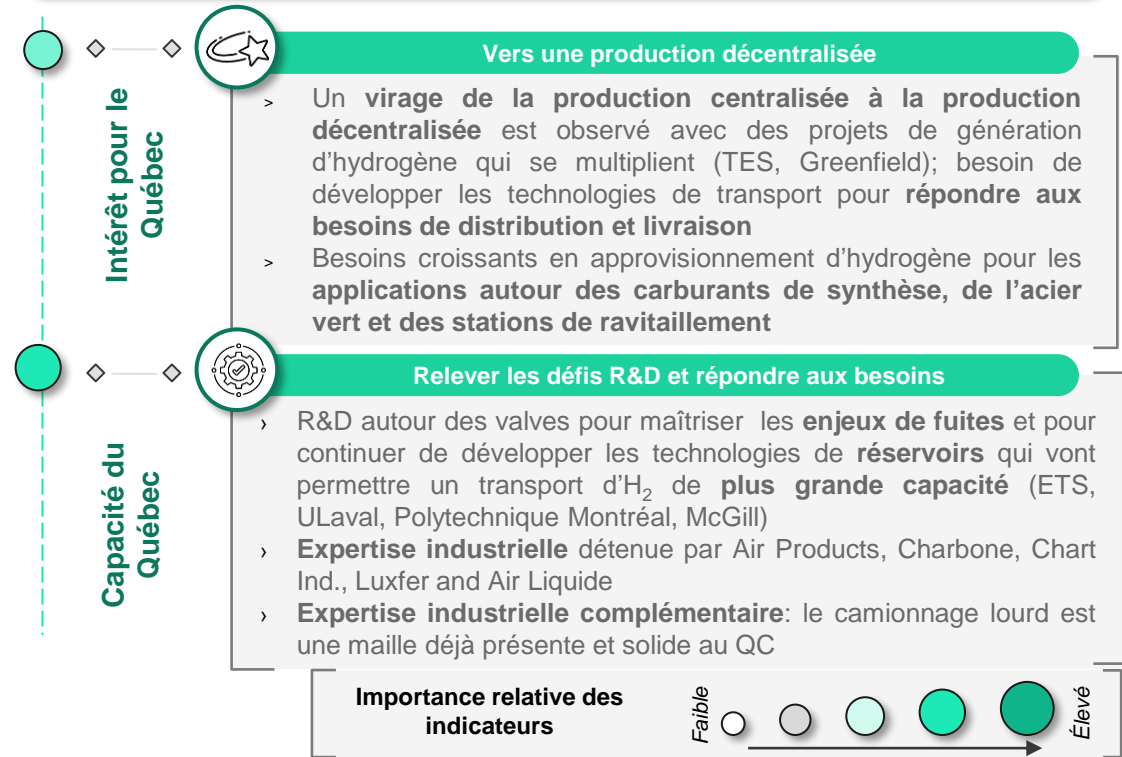 Vers une production décentralisée
Intérêt pour le
Québec
> Un virage de la production centralisée à la production
décentralisée est observé avec des projets de génération
d'hydrogène qui se multiplient (TES, Greenfield); besoin de
développer les technologies de transport pour répondre aux
besoins de distribution et livraison
> Besoins croissants en approvisionnement d'hydrogène pour les
applications autour des carburants de synthèse, de l'acier
vert et des stations de ravitaillement
Relever les défis R&D et répondre aux besoins
Capacité du
Québec
› R&D autour des valves pour maîtriser les enjeux de fuites et pour
continuer de développer les technologies de réservoirs qui vont
permettre un transport d'H₂ de plus grande capacité (ETS,
ULaval, Polytechnique Montréal, McGill)
› Expertise industrielle détenue par Air Products, Charbone, Chart
Ind., Luxfer and Air Liquide
› Expertise industrielle complémentaire: le camionnage lourd est
une maille déjà présente et solide au QC
Importance relative des
indicateurs
Faible
Élevé